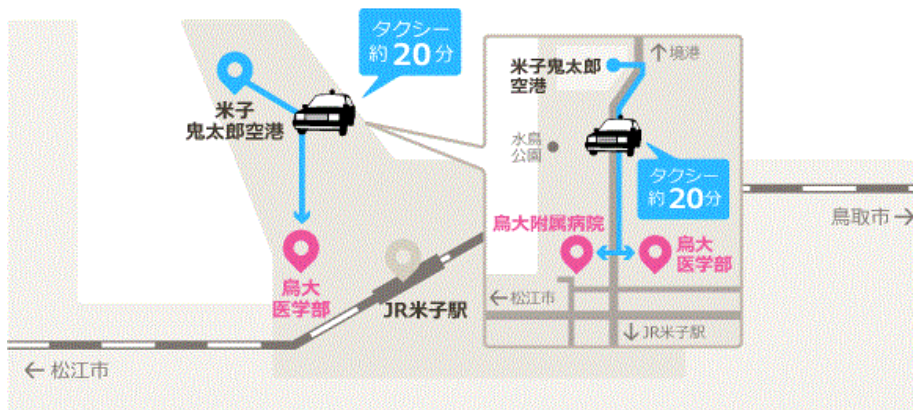 タクシー
約20分
米子
鬼太郎空港
鳥大
医学部
JR米子駅
← 松江市
鳥取市→
↑境港
米子鬼太郎
空港
水鳥
公園
タクシー
約20分
鳥大附属病院
鳥大
医学部
←松江市
↓JR米子駅